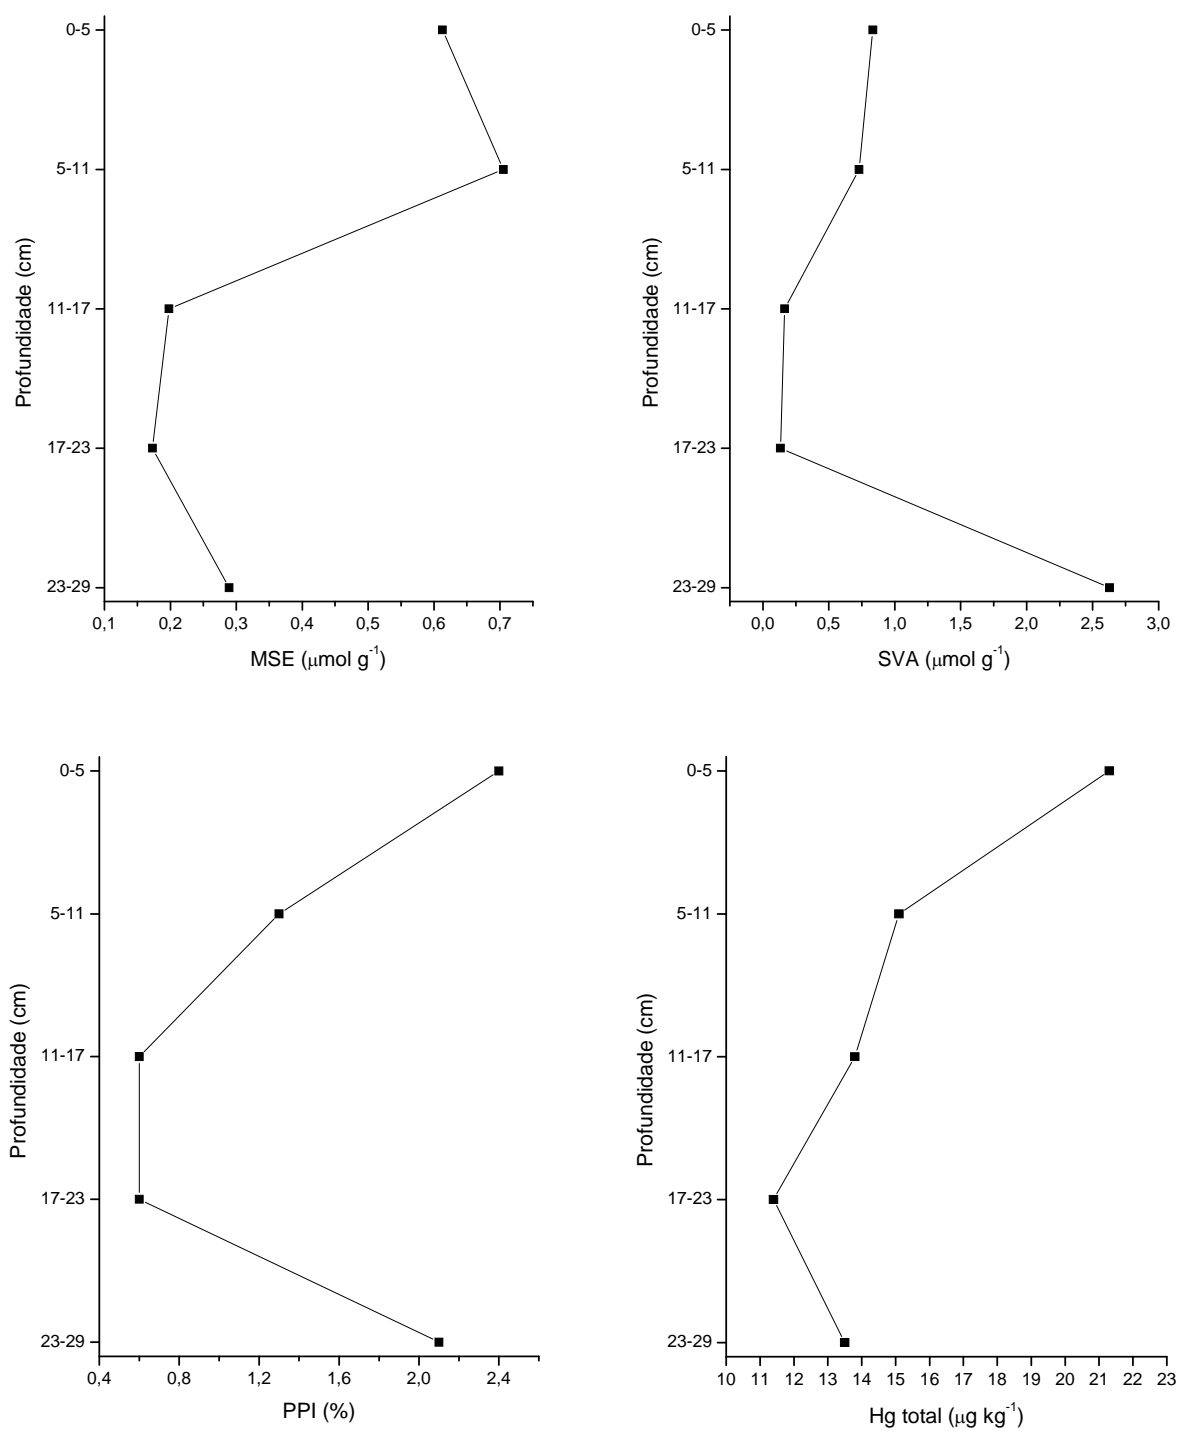 0-5
5-11
11-17
17-23
23-29
Profundidade (cm)
0,1 0,2 0,3 0,4 0,5 0,6 0,7
MSE (μmol g⁻¹)
0-5
5-11
11-17
17-23
23-29
Profundidade (cm)
0,0 0,5 1,0 1,5 2,0 2,5 3,0
SVA (μmol g⁻¹)
0-5
5-11
11-17
17-23
23-29
Profundidade (cm)
0,4 0,8 1,2 1,6 2,0 2,4
PPI (%)
0-5
5-11
11-17
17-23
23-29
Profundidade (cm)
10 11 12 13 14 15 16 17 18 19 20 21 22 23
Hg total (μg kg⁻¹)